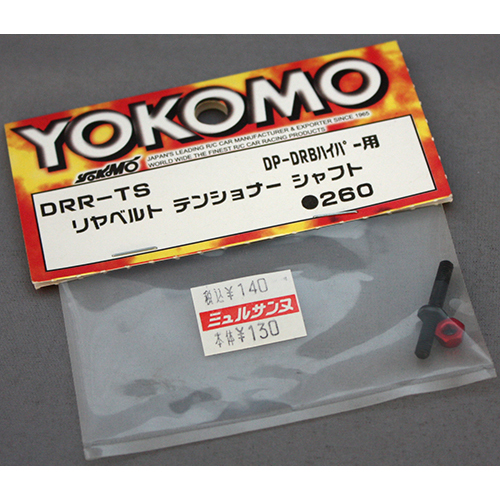 YOKOMO
YOKOMO
JAPAN'S LEADING R/C CAR MANUFACTURER & EXPORTER SINCE 1965
WORLD WIDE THE FINEST R/C CAR RACING PRODUCTS
DRR-TS
DP-DRBハイパー用
リヤベルト テンショナー シャフト
●260
税込¥140
ミュルサンヌ
本体¥130